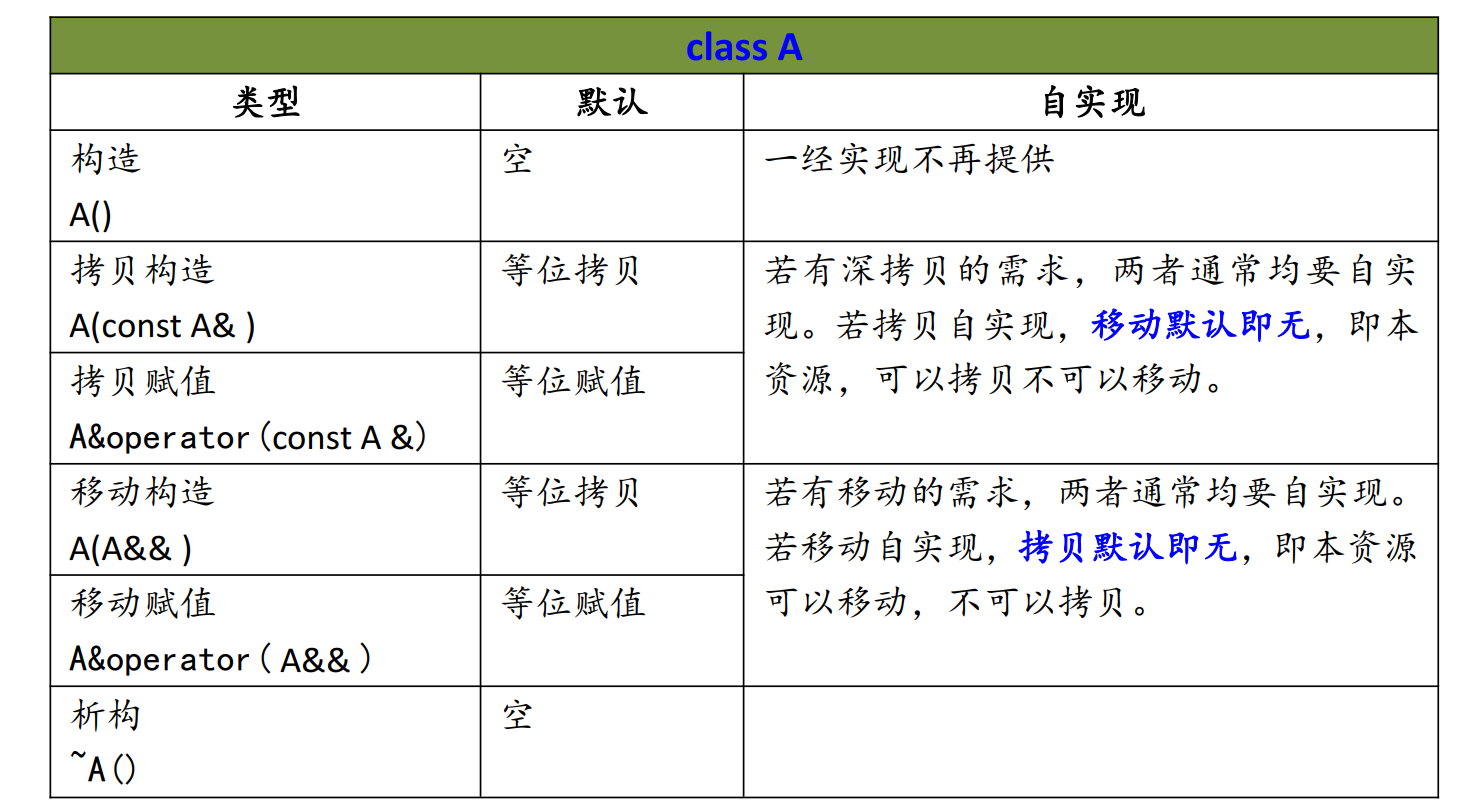 class A
类型 默认 自实现
构造 空 一经实现不再提供
A()
拷贝构造 等位拷贝
A(const A& )
拷贝赋值 等位赋值
A&operator(const A &)
若有深拷贝的需求，两者通常均要自实
现。若拷贝自实现，移动默认即无，即本
资源，可以拷贝不可以移动。
移动构造 等位拷贝
A(A&& )
移动赋值 等位赋值
A&operator( A&& )
若有移动的需求，两者通常均要自实现。
若移动自实现，拷贝默认即无，即本资源
可以移动，不可以拷贝。
析构 空
~A()